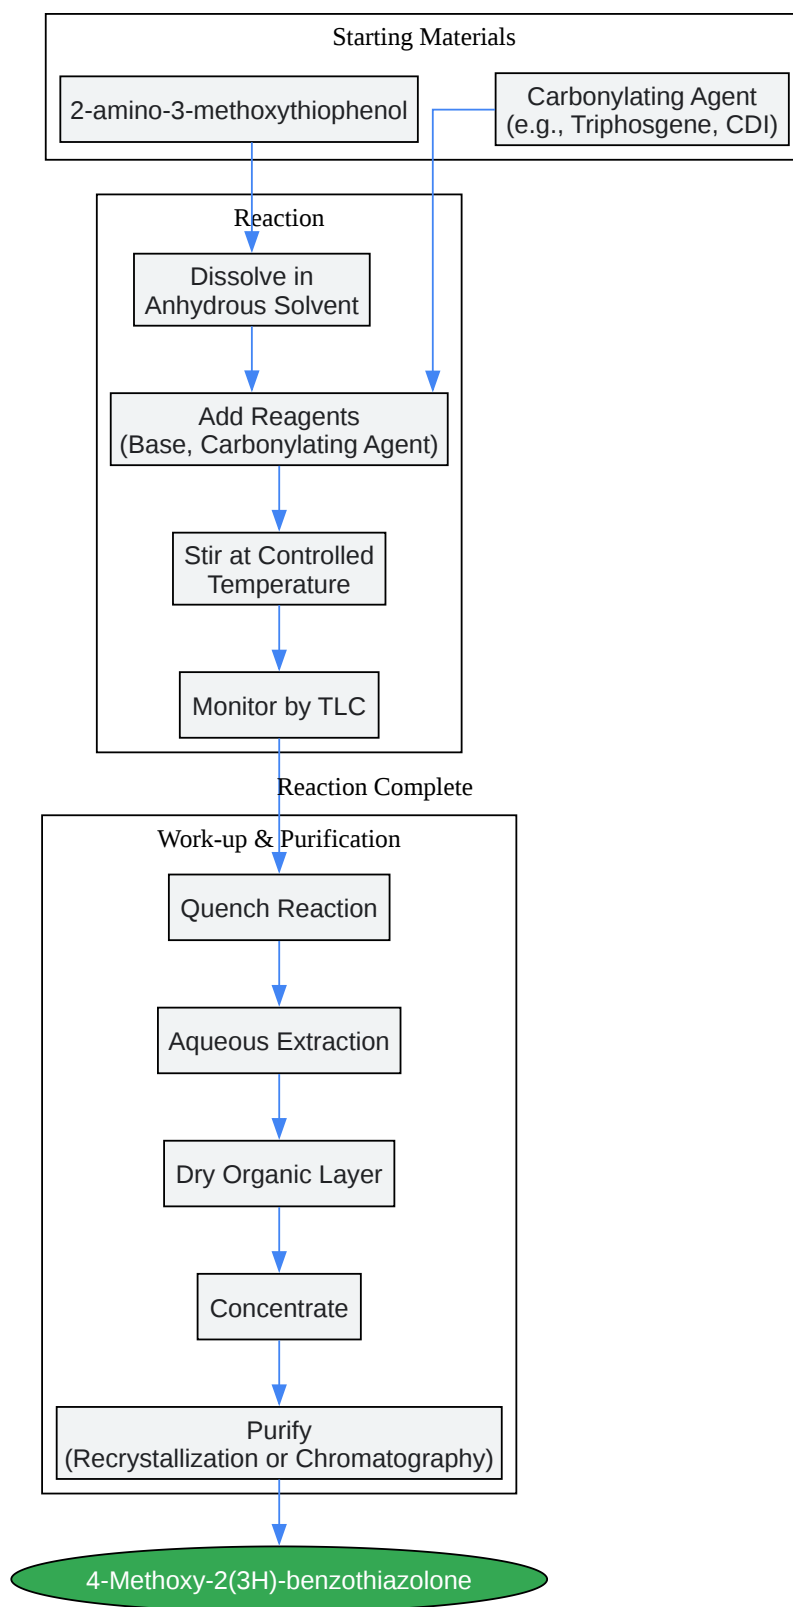 Starting Materials
2-amino-3-methoxythiophenol
Carbonylating Agent
(e.g., Triphosgene, CDI)
Reaction
Dissolve in
Anhydrous Solvent
Add Reagents
(Base, Carbonylating Agent)
Stir at Controlled
Temperature
Monitor by TLC
Reaction Complete
Work-up & Purification
Quench Reaction
Aqueous Extraction
Dry Organic Layer
Concentrate
Purify
(Recrystallization or Chromatography)
4-Methoxy-2(3H)-benzothiazolone